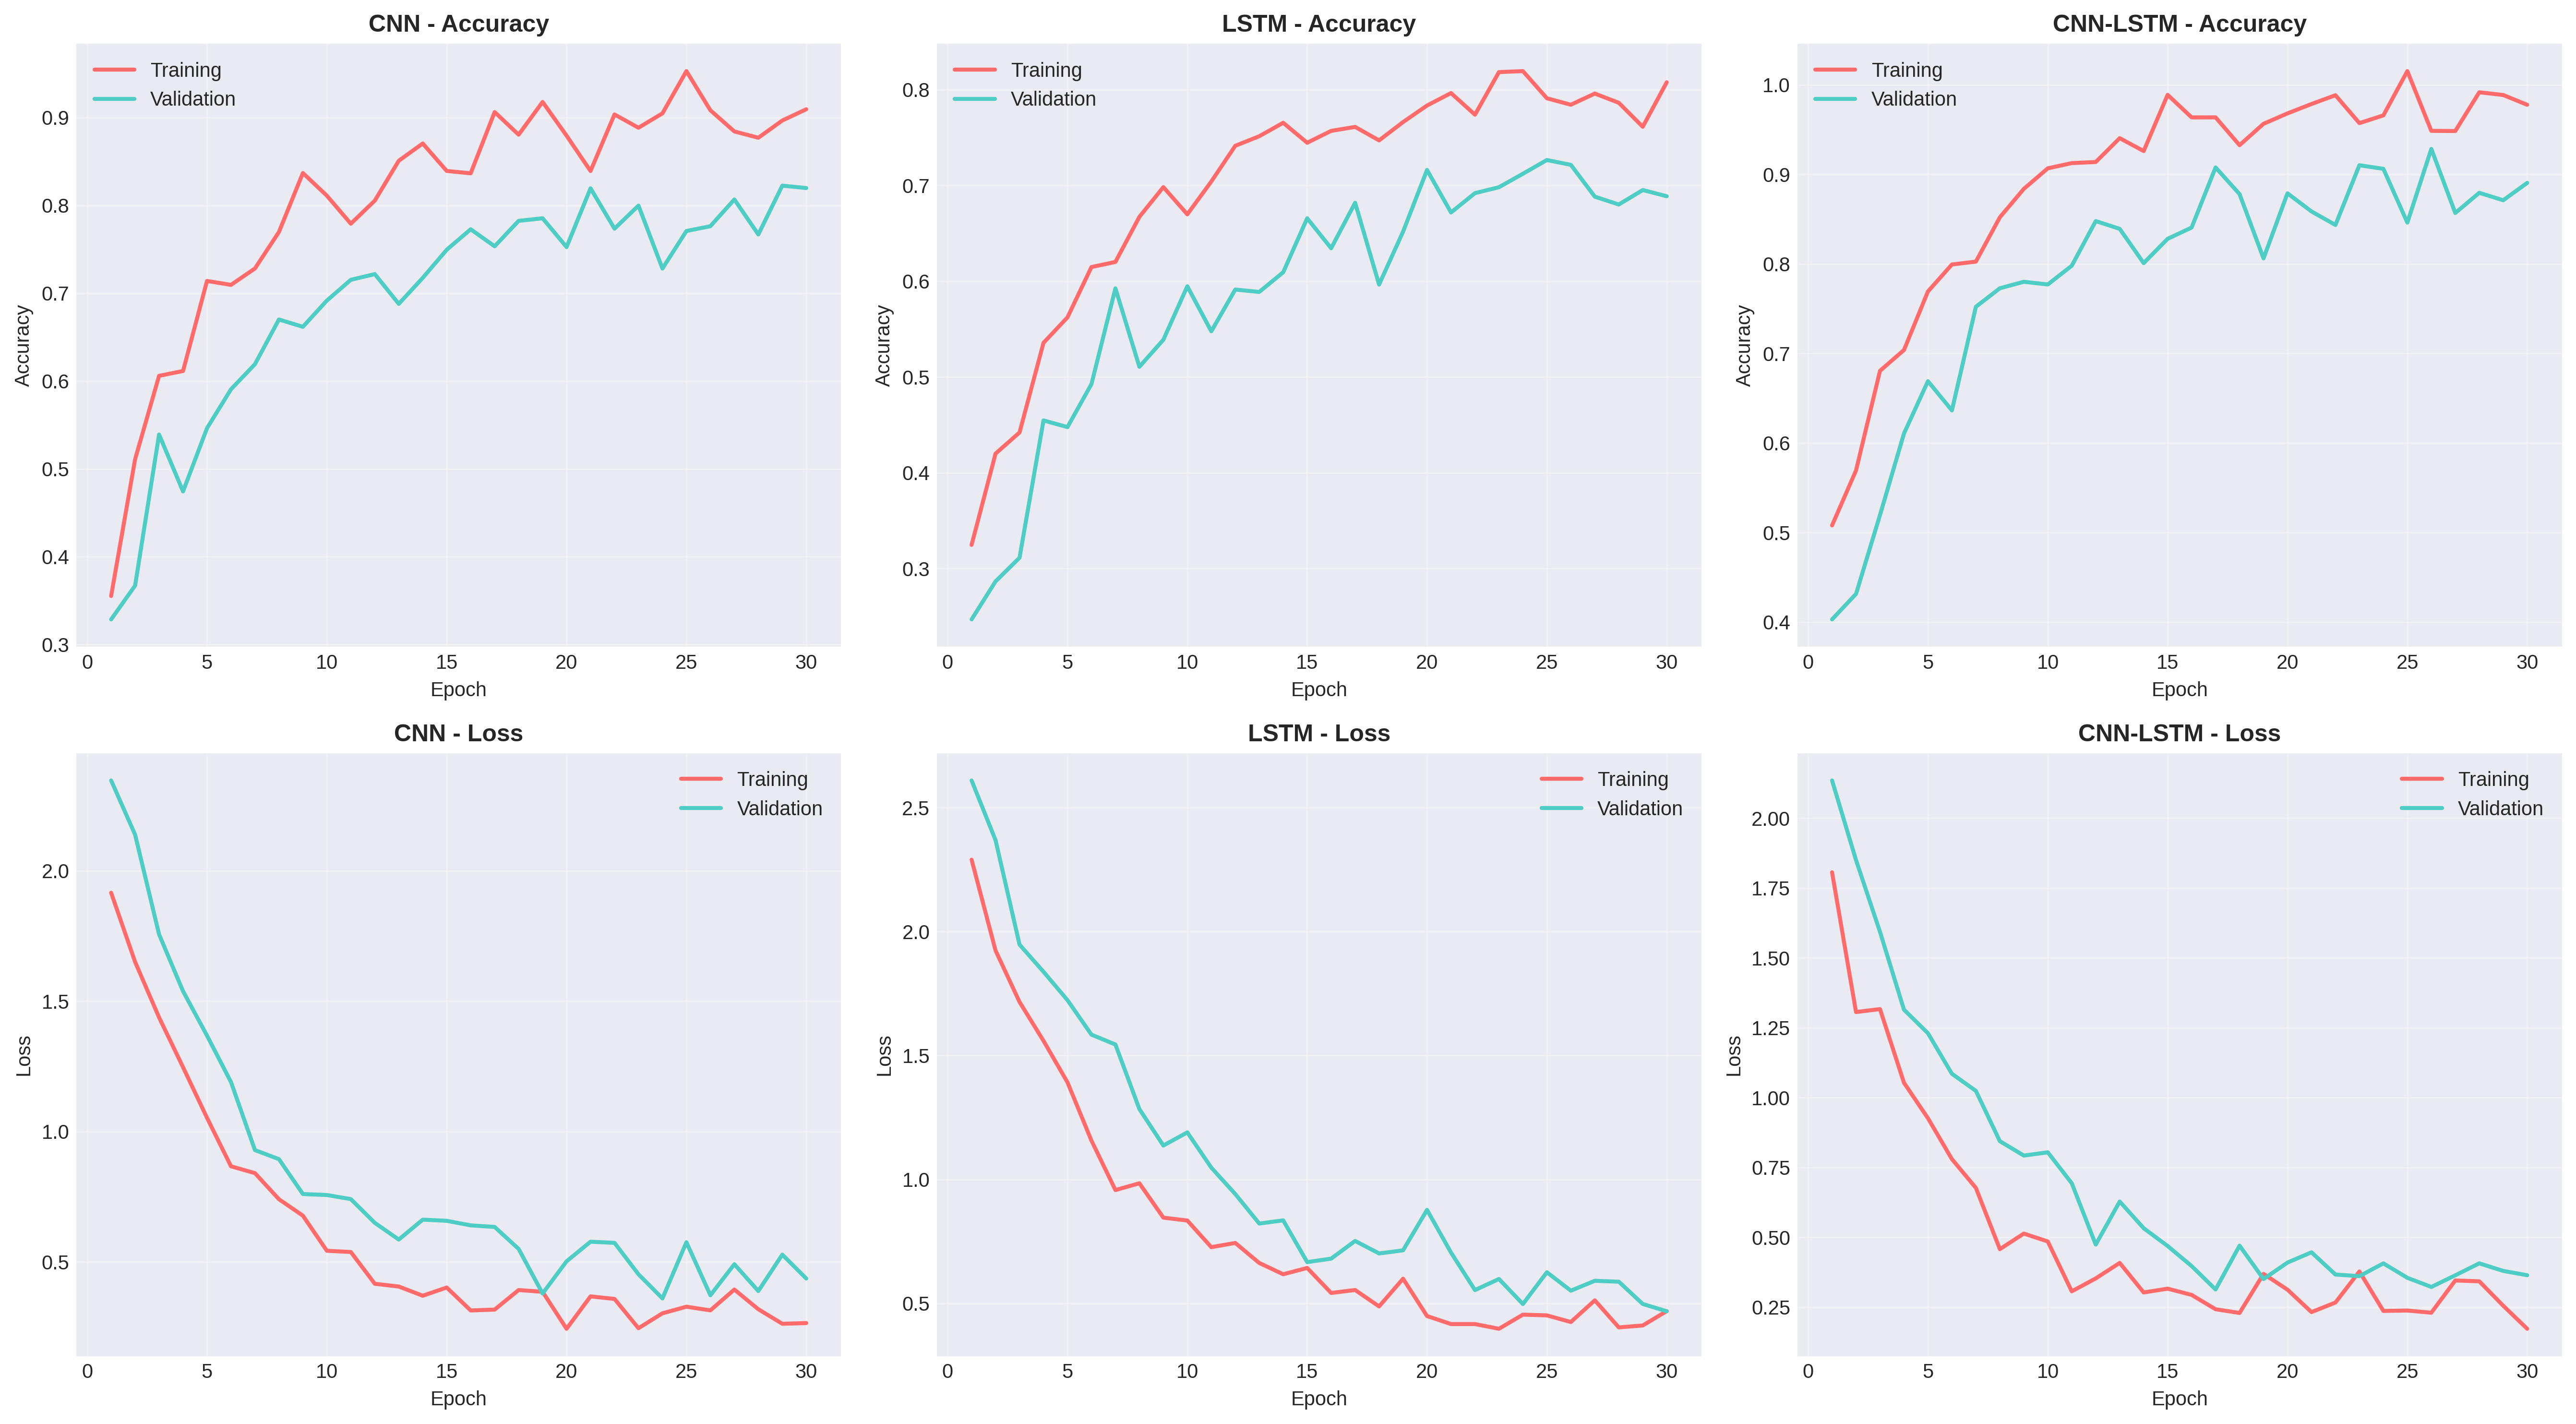 CNN - Accuracy
Training
Validation
Accuracy
0.9
0.8
0.7
0.6
0.5
0.4
0.3
0 5 10 15 20 25 30
Epoch
LSTM - Accuracy
Training
Validation
Accuracy
0.8
0.7
0.6
0.5
0.4
0.3
0 5 10 15 20 25 30
Epoch
CNN-LSTM - Accuracy
Training
Validation
Accuracy
1.0
0.9
0.8
0.7
0.6
0.5
0.4
0 5 10 15 20 25 30
Epoch
CNN - Loss
Training
Validation
Loss
2.0
1.5
1.0
0.5
0 5 10 15 20 25 30
Epoch
LSTM - Loss
Training
Validation
Loss
2.5
2.0
1.5
1.0
0.5
0 5 10 15 20 25 30
Epoch
CNN-LSTM - Loss
Training
Validation
Loss
2.00
1.75
1.50
1.25
1.00
0.75
0.50
0.25
0 5 10 15 20 25 30
Epoch